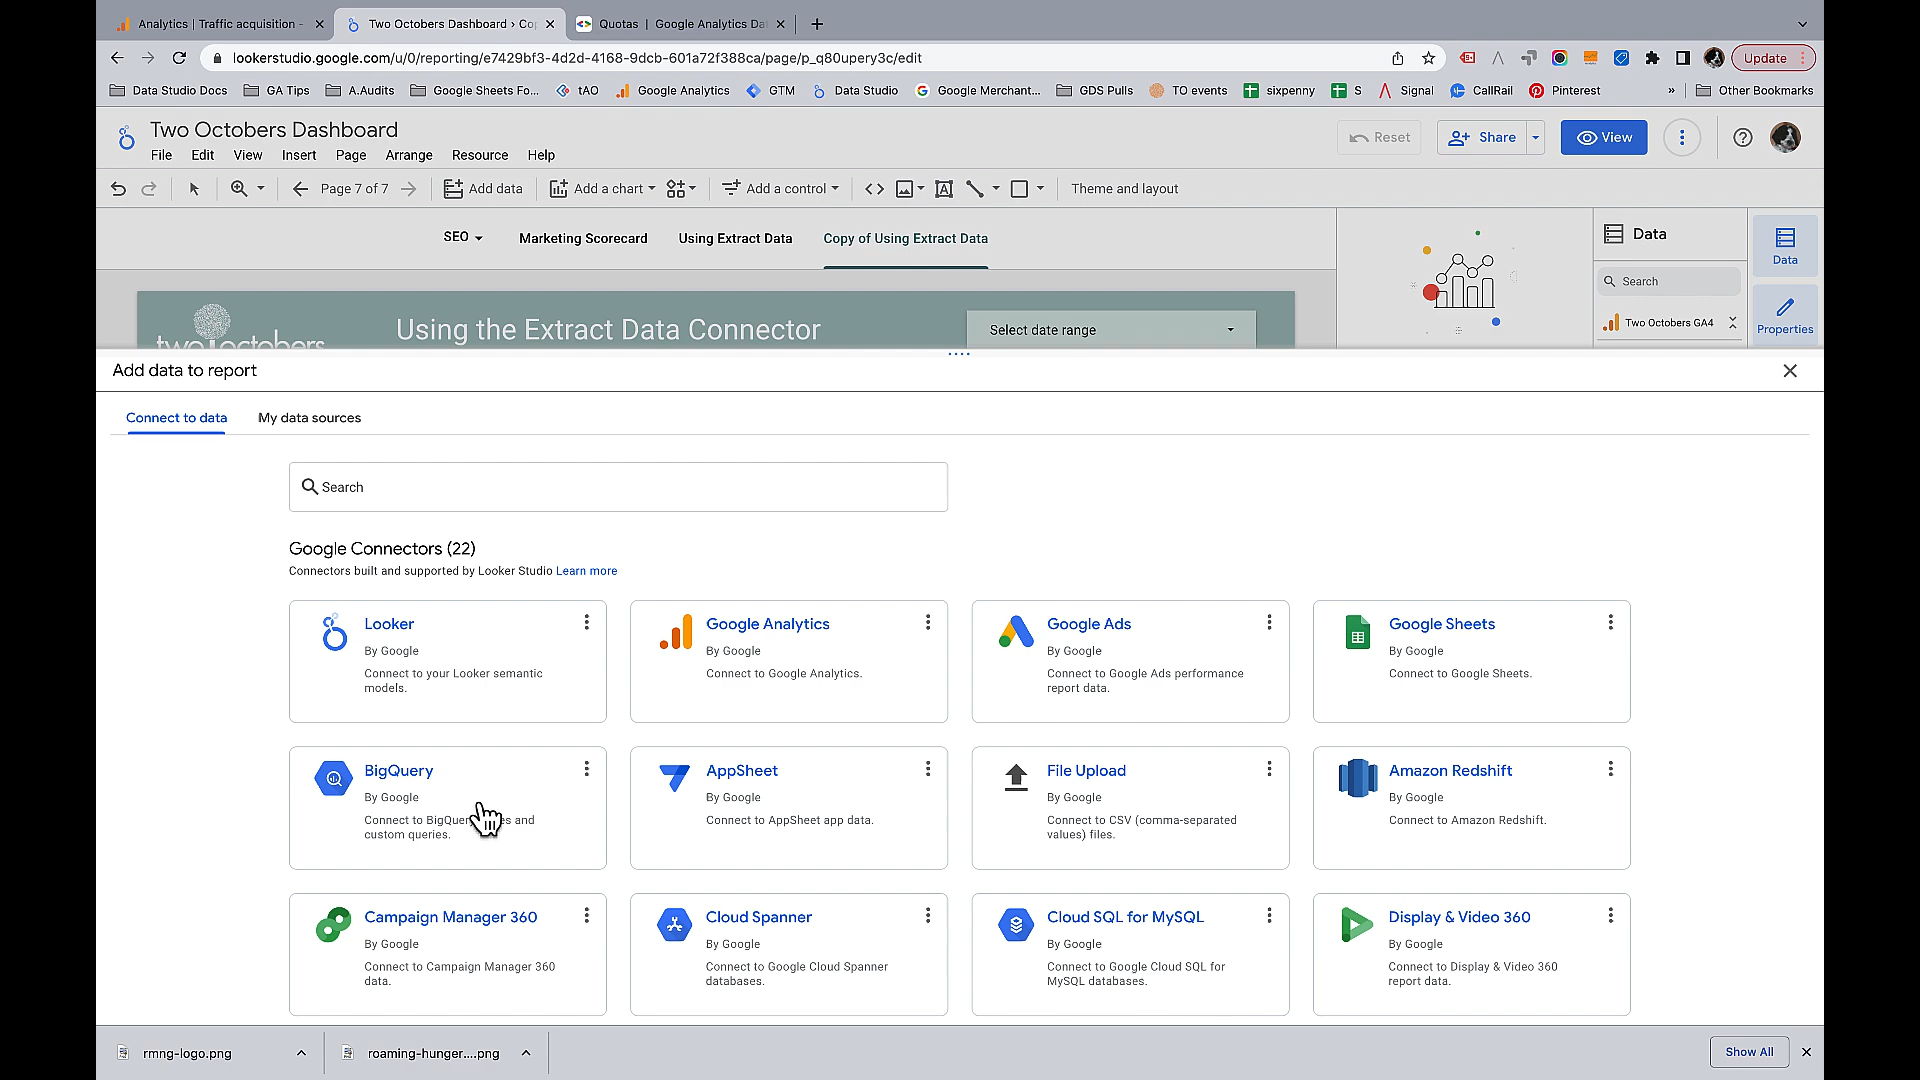 Analytics | Traffic acquisition -
Two Octobers Dashboard › Cop
Quotas | Google Analytics Dat
lookerstudio.google.com/u/0/reporting/e7429bf3-4d2d-4168-9dcb-601a72f388ca/page/p_q80upery3c/edit
Update
Data Studio Docs
GA Tips
A.Audits
Google Sheets Fo...
tAO
Google Analytics
GTM
Data Studio
Google Merchant...
GDS Pulls
TO events
sixpenny
S
Signal
CallRail
Pinterest
»
Other Bookmarks
Two Octobers Dashboard
File Edit View Insert Page Arrange Resource Help
Reset
Share
View
Page 7 of 7
Add data
Add a chart
Add a control
Theme and layout
SEO
Marketing Scorecard
Using Extract Data
Copy of Using Extract Data
Data
Search
Two Octobers GA4
Data
Properties
two octobers
Using the Extract Data Connector
Select date range
Add data to report
Connect to data
My data sources
Search
Google Connectors (22)
Connectors built and supported by Looker Studio Learn more
Looker
By Google
Connect to your Looker semantic
models.
Google Analytics
By Google
Connect to Google Analytics.
Google Ads
By Google
Connect to Google Ads performance
report data.
Google Sheets
By Google
Connect to Google Sheets.
BigQuery
By Google
Connect to BigQuer es and
custom queries.
AppSheet
By Google
Connect to AppSheet app data.
File Upload
By Google
Connect to CSV (comma-separated
values) files.
Amazon Redshift
By Google
Connect to Amazon Redshift.
Campaign Manager 360
By Google
Connect to Campaign Manager 360
data.
Cloud Spanner
By Google
Connect to Google Cloud Spanner
databases.
Cloud SQL for MySQL
By Google
Connect to Google Cloud SQL for
MySQL databases.
Display & Video 360
By Google
Connect to Display & Video 360
report data.
rmng-logo.png
roaming-hunger....png
Show All